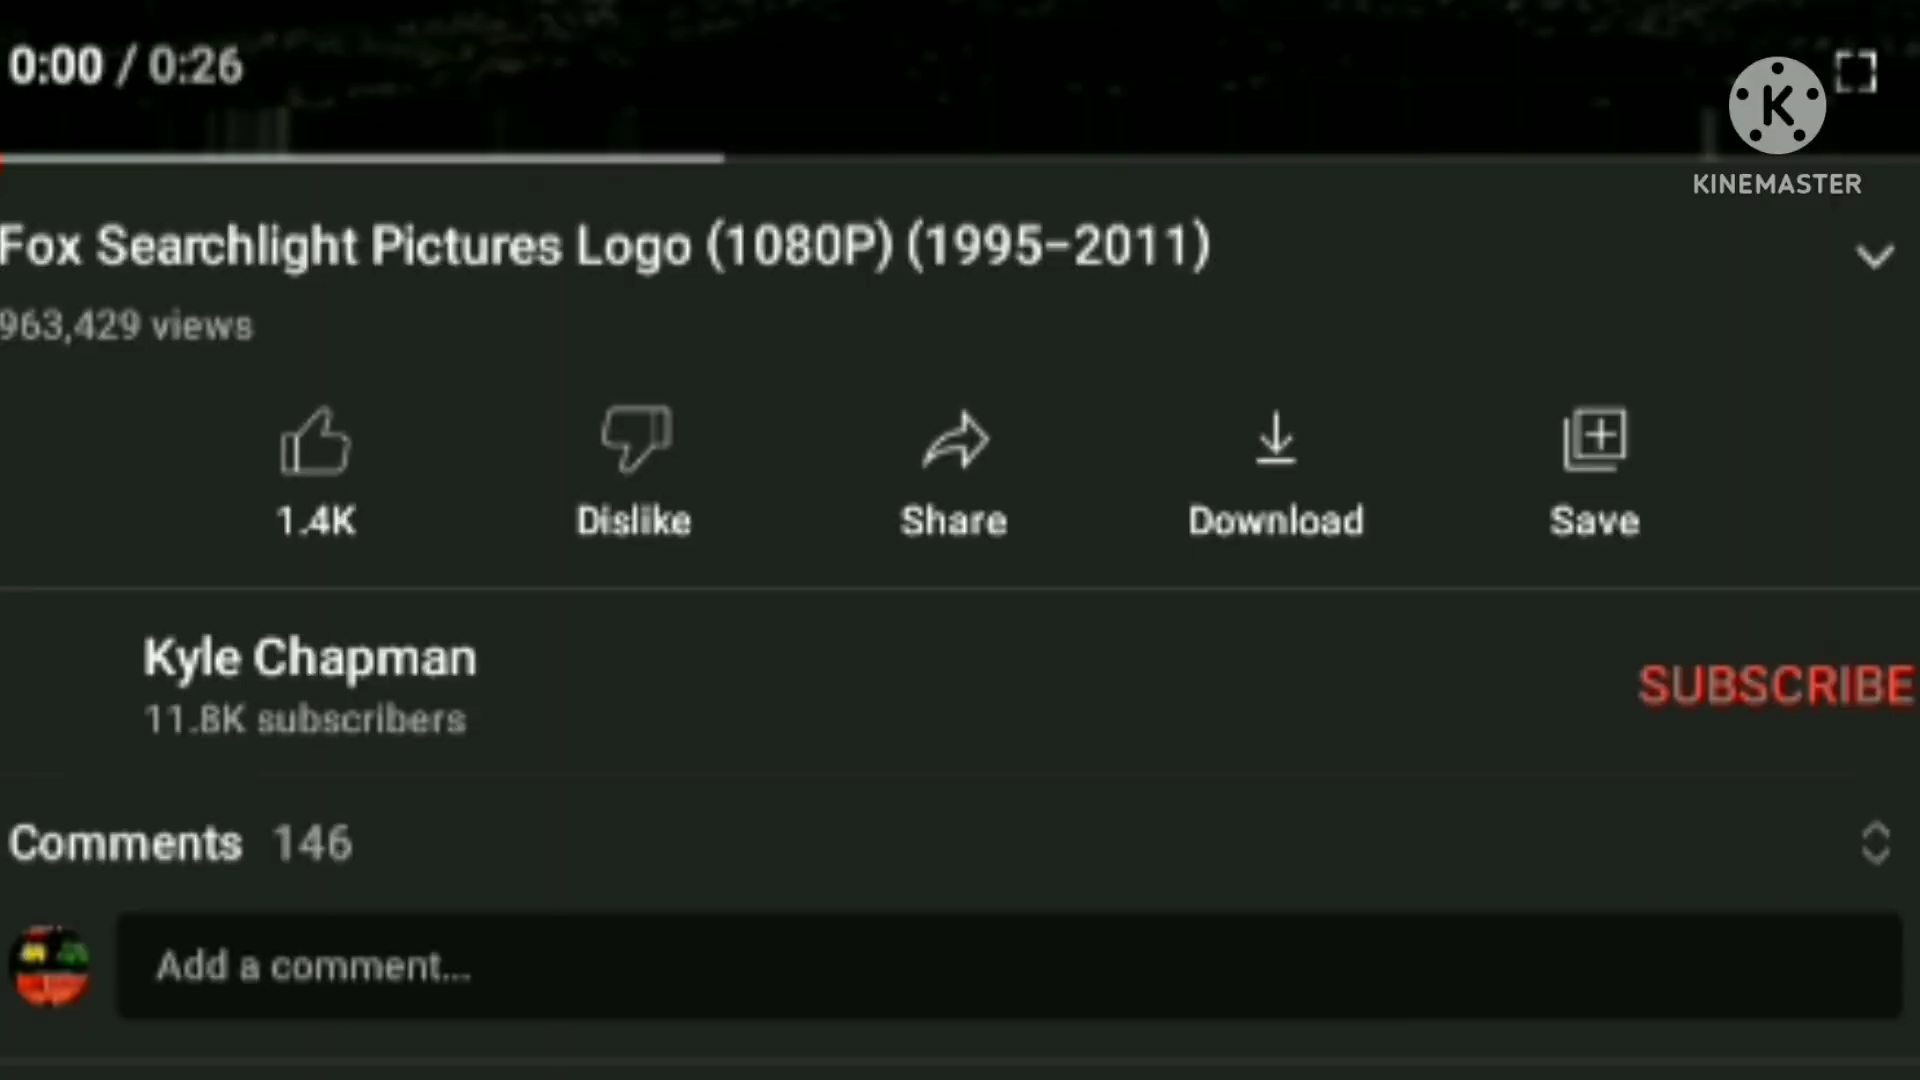 0:00 / 0:26
K
KINEMASTER
Fox Searchlight Pictures Logo (1080P) (1995-2011)
963,429 views
1.4K
Dislike
Share
Download
Save
Kyle Chapman
11.8K subscribers
SUBSCRIBE
Comments 146
Add a comment...